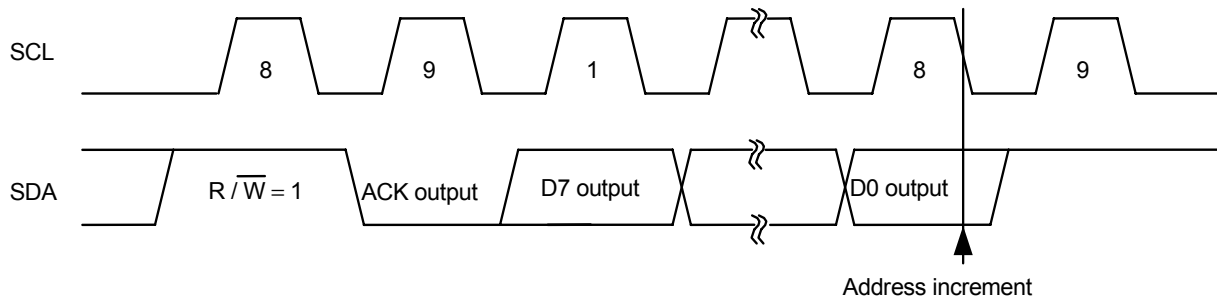 SCL 8 9 1 8 9
SDA R / W̅ = 1 ACK output D7 output D0 output
Address increment